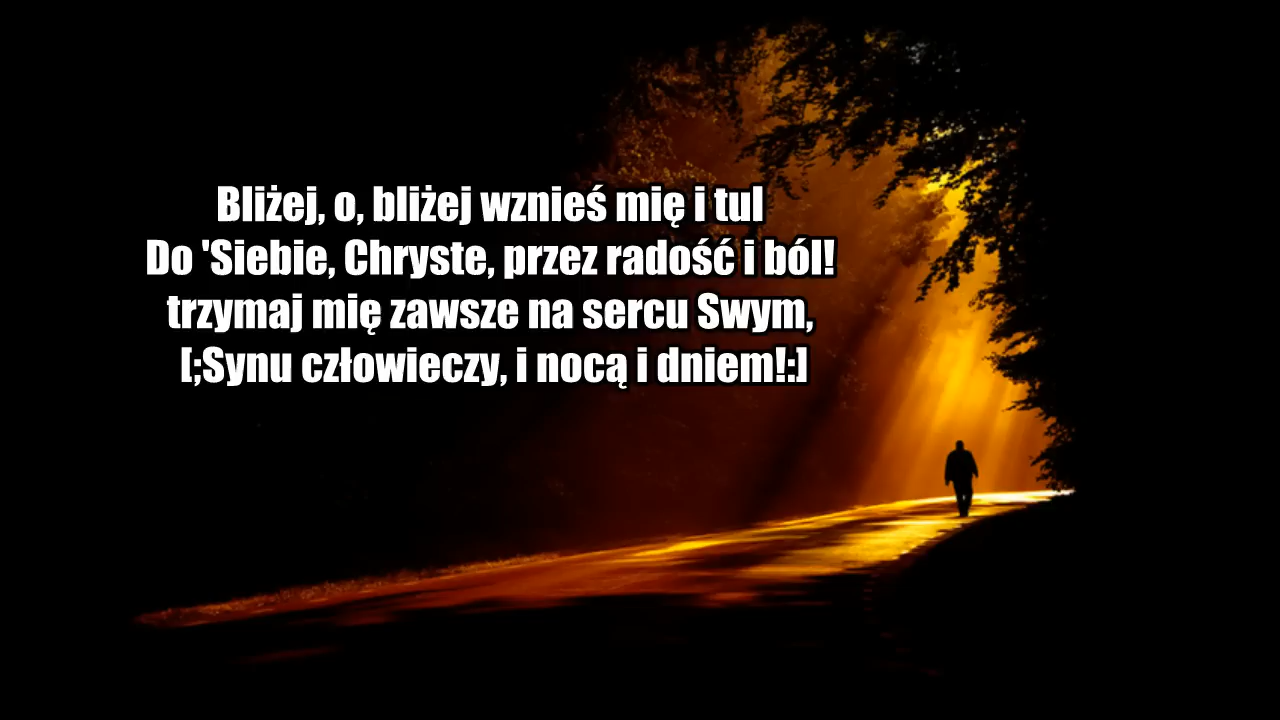 Bliżej, o, bliżej wznieś mię i tul
Do 'Siebie, Chryste, przez radość i ból!
trzymaj mię zawsze na sercu Swym,
[;Synu człowieczy, i nocą i dniem!:]